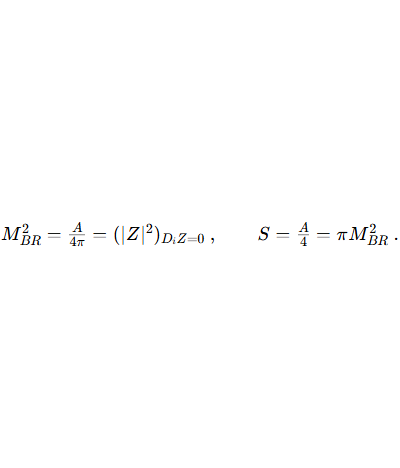 $M_{BR}^2 = \frac{A}{4\pi} = (|Z|^2)_{D_i Z=0}\ , \qquad S = \frac{A}{4} = \pi M_{BR}^2\ .$